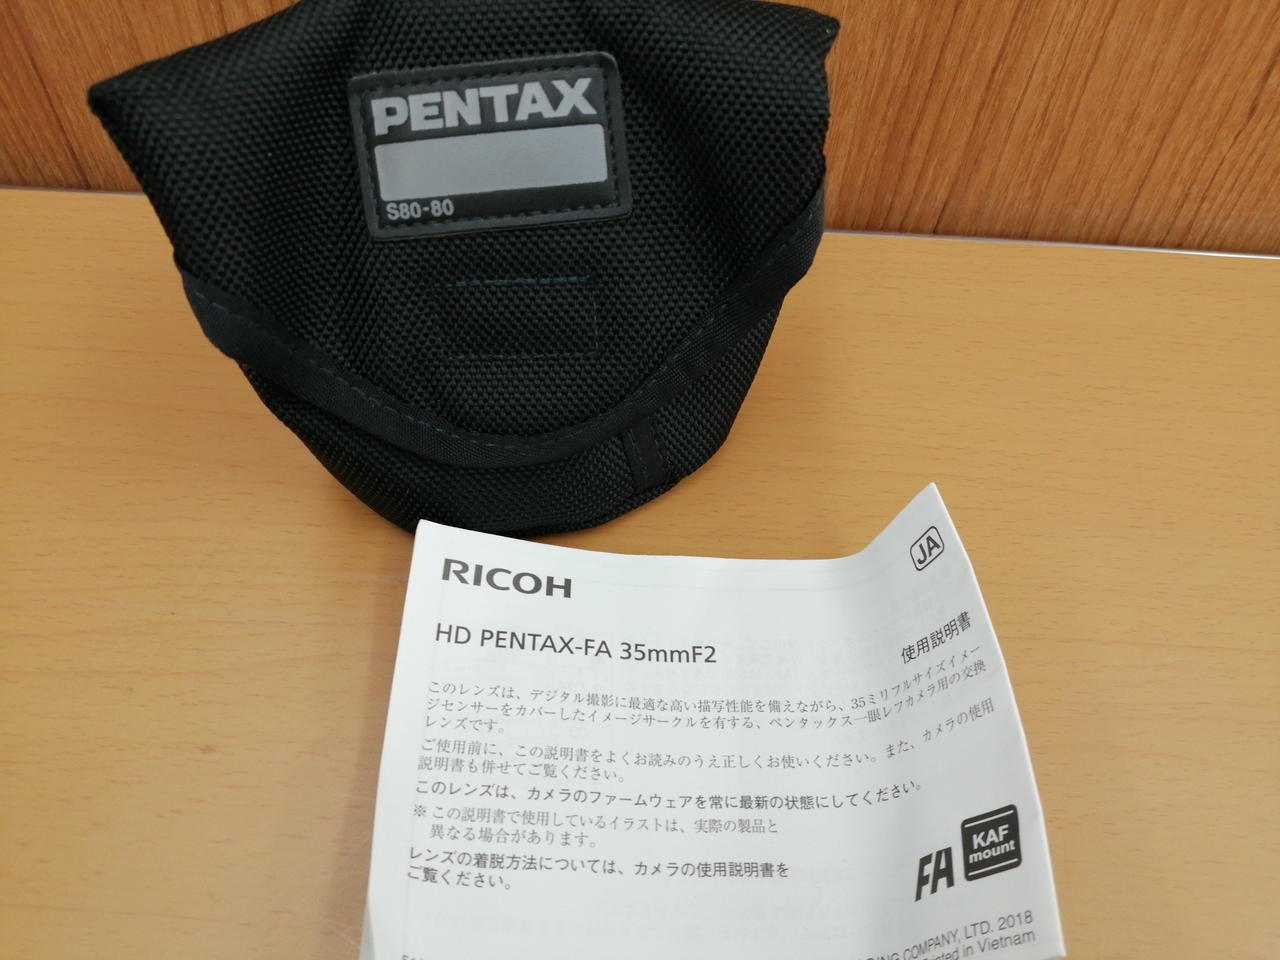 PENTAX
S80-80
JA
RICOH
HD PENTAX-FA 35mmF2
使用説明書
このレンズは、デジタル撮影に最適な高い描写性能を備えながら、35ミリフルサイズイメー
ジセンサーをカバーしたイメージサークルを有する、ペンタックス一眼レフカメラ用の交換
レンズです。
ご使用前に、この説明書をよくお読みのうえ正しくお使いください。また、カメラの使用
説明書も併せてご覧ください。
このレンズは、カメラのファームウェアを常に最新の状態にしてください。
※ この説明書で使用しているイラストは、実際の製品と
異なる場合があります。
レンズの着脱方法については、カメラの使用説明書を
ご覧ください。
FA
KAF
mount
COMPANY, LTD. 2018
in Vietnam